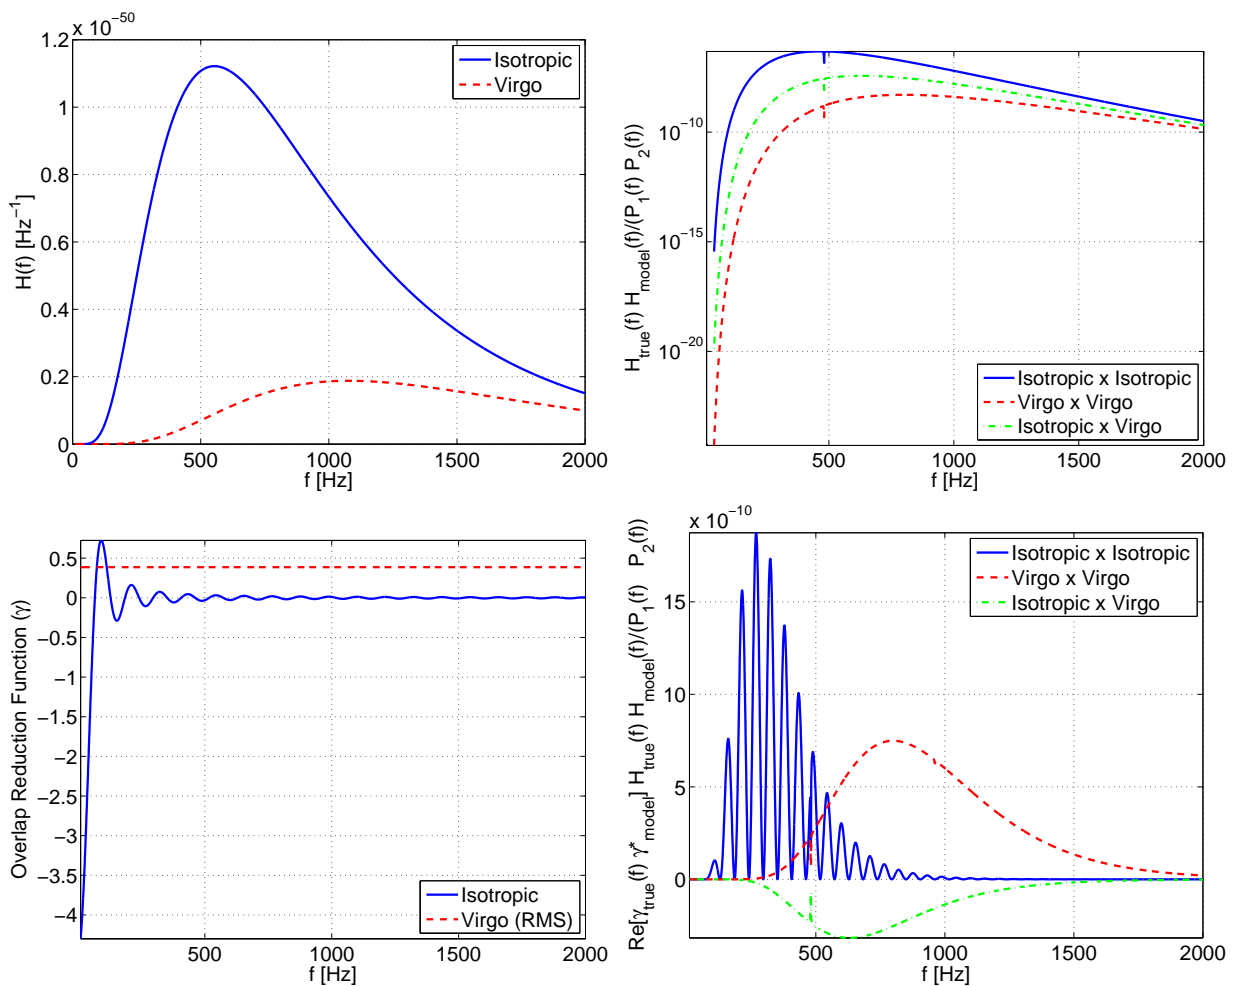 x 10⁻⁵⁰
1.2
1
0.8
0.6
0.4
0.2
0
H(f) [Hz⁻¹]
Isotropic
Virgo
0 500 1000 1500 2000
f [Hz]
10⁻¹⁰
10⁻¹⁵
10⁻²⁰
H_true(f) H_model(f)/(P_1(f) P_2(f))
Isotropic x Isotropic
Virgo x Virgo
Isotropic x Virgo
500 1000 1500 2000
f [Hz]
0.5
0
−0.5
−1
−1.5
−2
−2.5
−3
−3.5
−4
Overlap Reduction Function (γ)
Isotropic
Virgo (RMS)
500 1000 1500 2000
f [Hz]
x 10⁻¹⁰
15
10
5
0
Re[γ_true(f) γ*_model] H_true(f) H_model(f)/(P_1(f) P_2(f))
Isotropic x Isotropic
Virgo x Virgo
Isotropic x Virgo
500 1000 1500 2000
f [Hz]